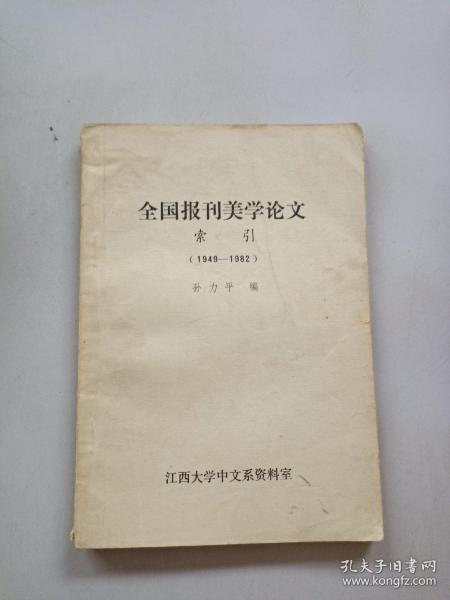 全国报刊美学论文
索 引
(1949—1982)
孙力平 编
江西大学中文系资料室
孔夫子旧书网
www.kongfz.com